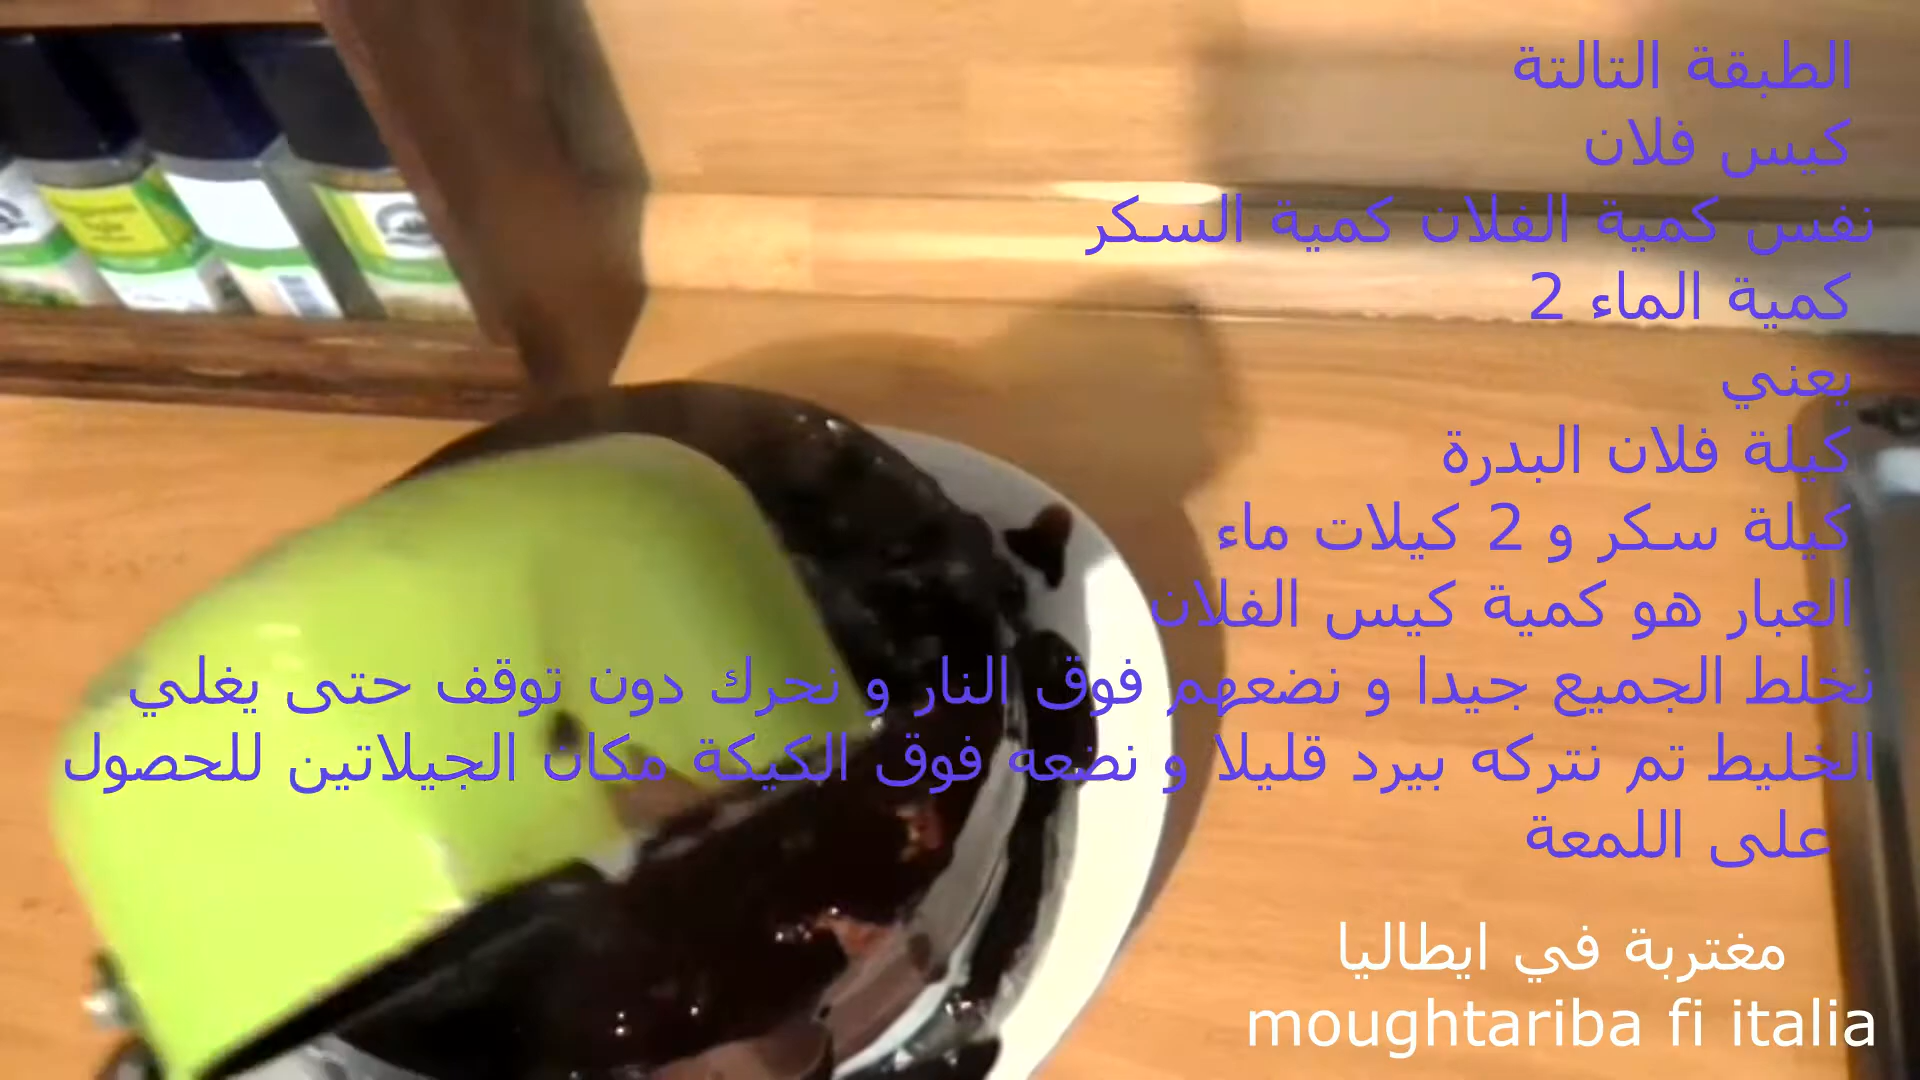 الطبقة التالتة
كيس فلان
نفس كمية الفلان كمية السكر
كمية الماء 2
يعني
كيلة فلان البدرة
كيلة سكر و 2 كيلات ماء
العبار هو كمية كيس الفلان
نخلط الجميع جيدا و نضعهم فوق النار و نحرك دون توقف حتى يغلي
الخليط تم نتركه بيرد قليلا و نضعه فوق الكيكة مكان الجيلاتين للحصول
على اللمعة
مغتربة في ايطاليا
moughtariba fi italia